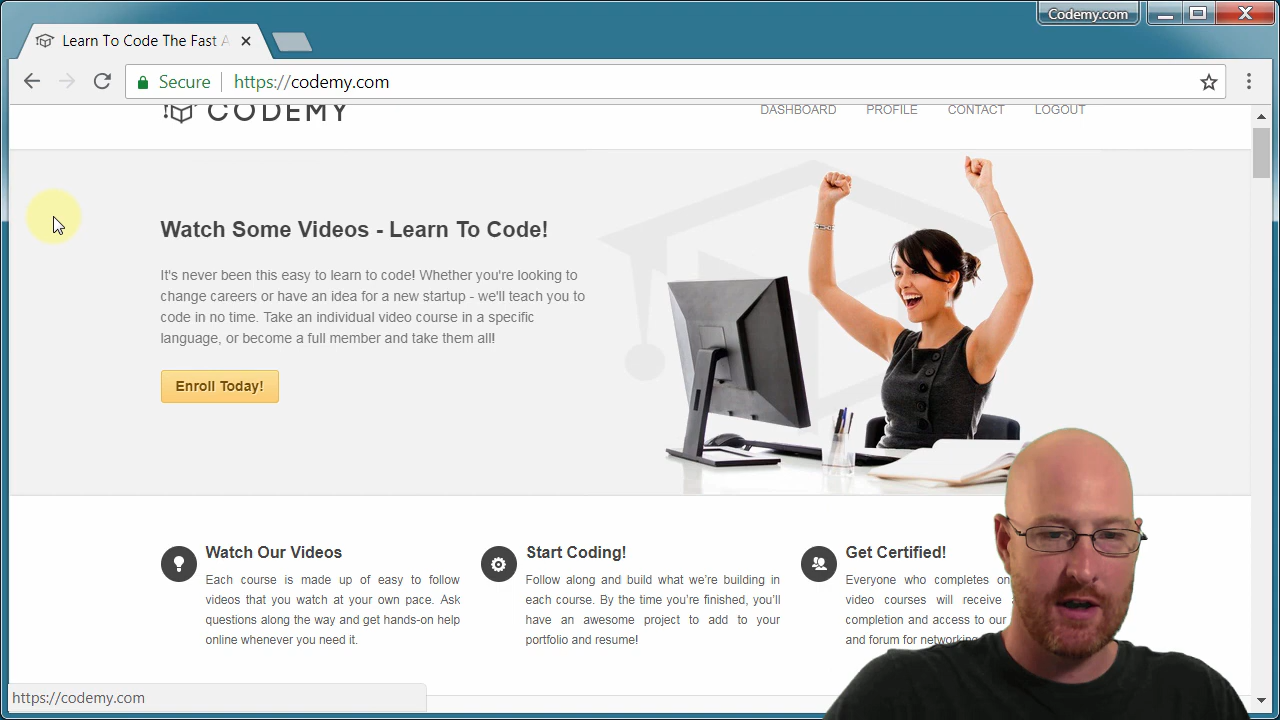 Codemy.com
Learn To Code The Fast A
Secure
https://codemy.com
CODEMY
DASHBOARD PROFILE CONTACT LOGOUT
Watch Some Videos - Learn To Code!
It's never been this easy to learn to code! Whether you're looking to
change careers or have an idea for a new startup - we'll teach you to
code in no time. Take an individual video course in a specific
language, or become a full member and take them all!
Enroll Today!
Watch Our Videos
Each course is made up of easy to follow
videos that you watch at your own pace. Ask
questions along the way and get hands-on help
online whenever you need it.
Start Coding!
Follow along and build what we're building in
each course. By the time you're finished, you'll
have an awesome project to add to your
portfolio and resume!
Get Certified!
Everyone who completes on
video courses will receive
completion and access to our
and forum for networking
https://codemy.com